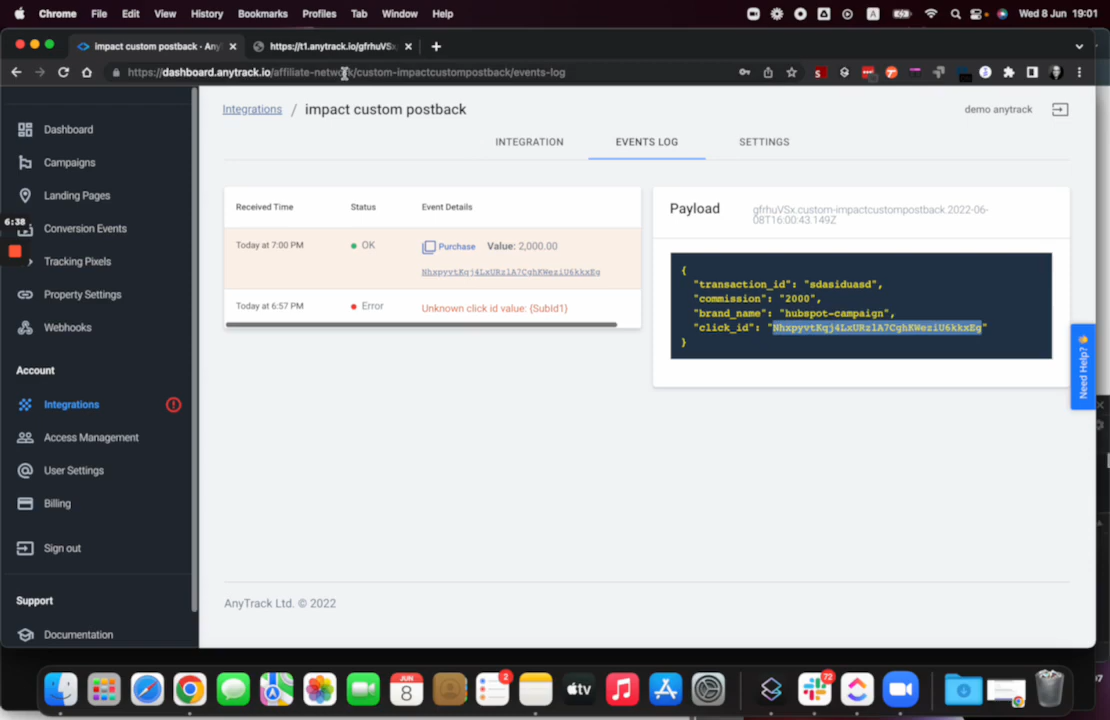 Chrome File Edit View History Bookmarks Profiles Tab Window Help Wed 8 Jun 19:01
impact custom postback · Any
https://t1.anytrack.io/gfrhuVSx
https://dashboard.anytrack.io/affiliate-network/custom-impactcustompostback/events-log
Integrations / impact custom postback
demo anytrack
INTEGRATION EVENTS LOG SETTINGS
Dashboard
Campaigns
Landing Pages
6:38
Conversion Events
Tracking Pixels
Property Settings
Webhooks
Account
Integrations
Access Management
User Settings
Billing
Sign out
Support
Documentation
Received Time Status Event Details
Today at 7:00 PM OK Purchase Value: 2,000.00
NhxpyvtKqj4LxURzlA7CghKWeziU6kkxEg
Today at 6:57 PM Error Unknown click id value: {SubId1}
Payload
gfrhuVSx.custom-impactcustompostback.2022-06-
08T16:00:43.149Z
{
"transaction_id": "sdasiduasd",
"commission": "2000",
"brand_name": "hubspot-campaign",
"click_id": "NhxpyvtKqj4LxURzlA7CghKWeziU6kkxEg"
}
Need Help?
AnyTrack Ltd. © 2022
JUN
8
2
tv
72